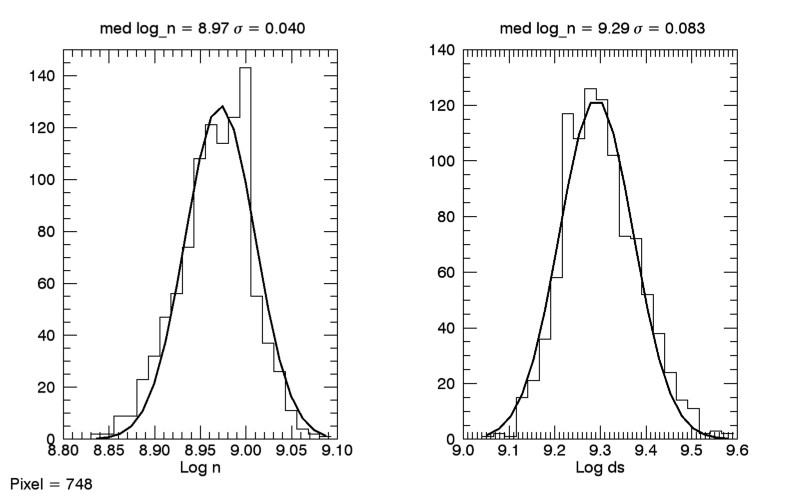 med log_n = 8.97 σ = 0.040
med log_n = 9.29 σ = 0.083
140
120
100
80
60
40
20
0
8.80 8.85 8.90 8.95 9.00 9.05 9.10
Log n
140
120
100
80
60
40
20
0
9.0 9.1 9.2 9.3 9.4 9.5 9.6
Log ds
Pixel = 748